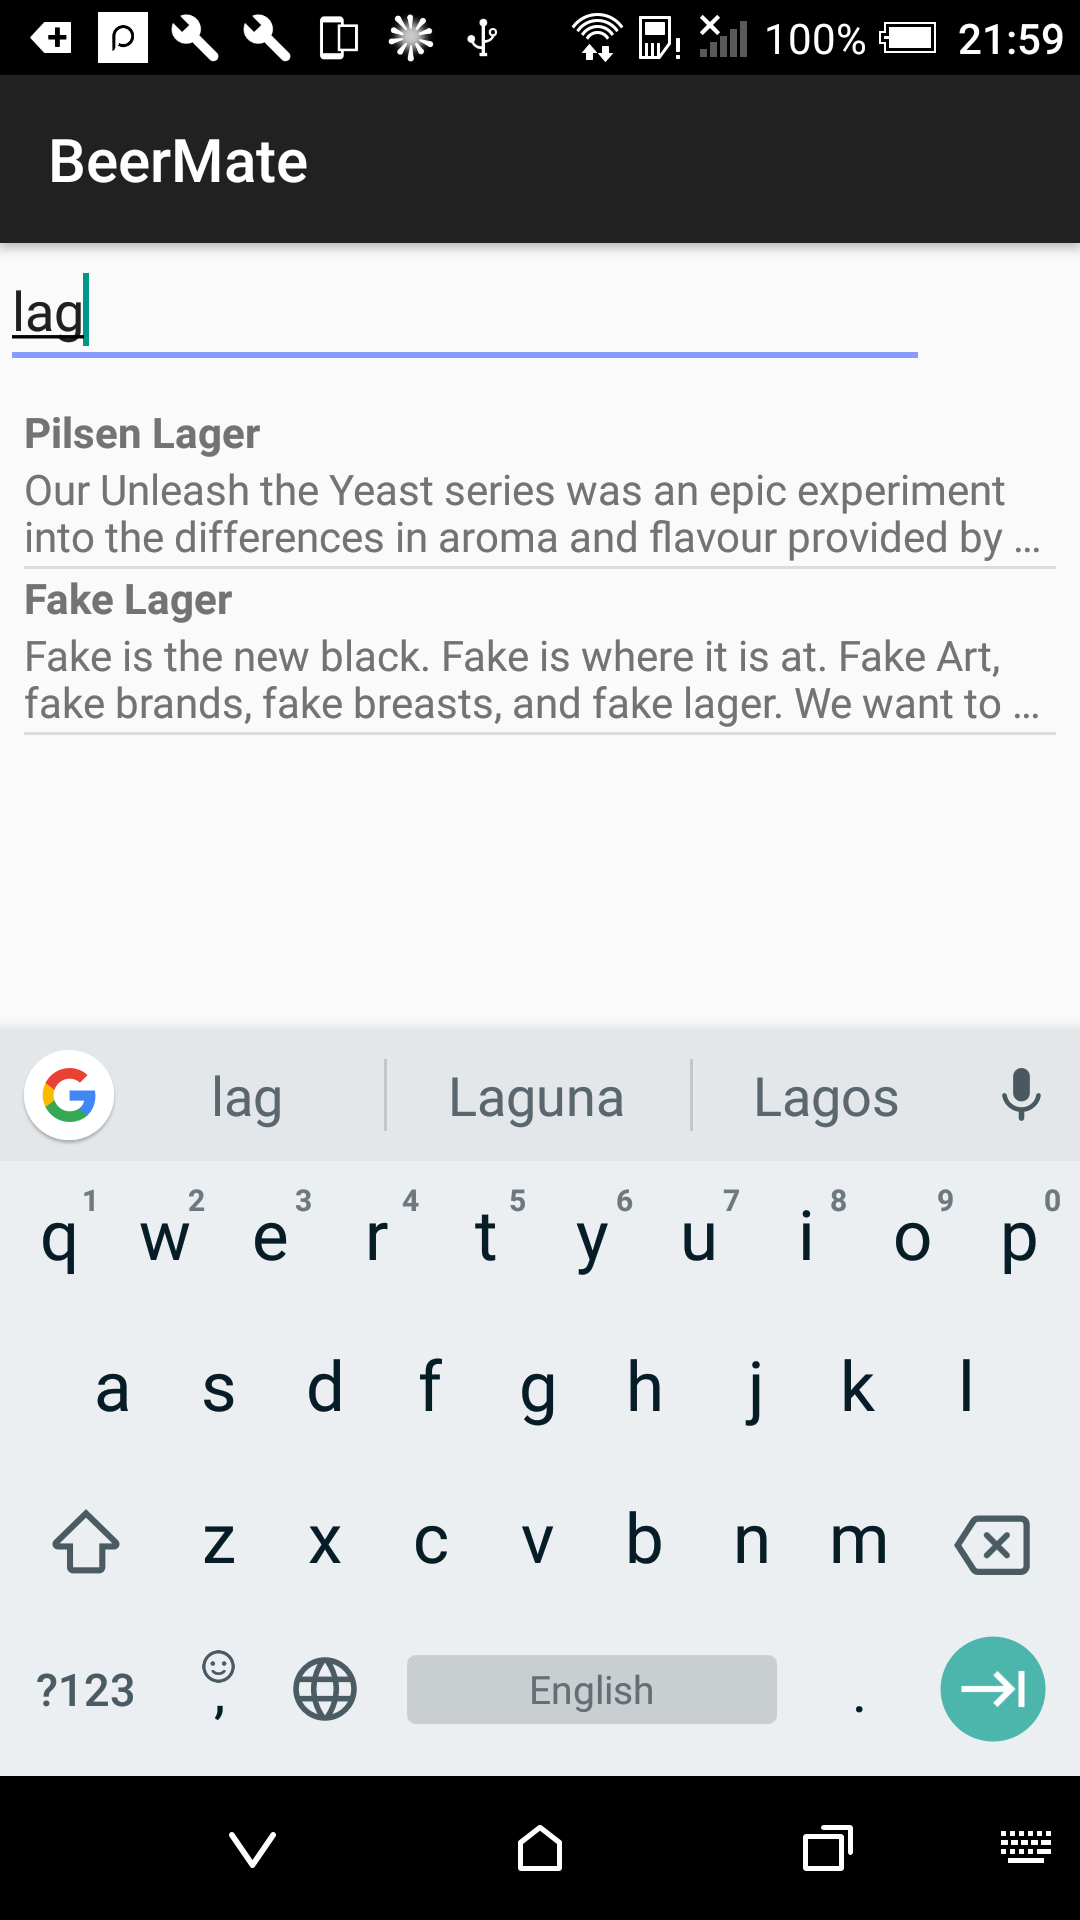 100% 21:59
BeerMate
lag
Pilsen Lager
Our Unleash the Yeast series was an epic experiment
into the differences in aroma and flavour provided by ...
Fake Lager
Fake is the new black. Fake is where it is at. Fake Art,
fake brands, fake breasts, and fake lager. We want to ...
lag Laguna Lagos
1 2 3 4 5 6 7 8 9 0
q w e r t y u i o p
a s d f g h j k l
z x c v b n m
?123 , English .